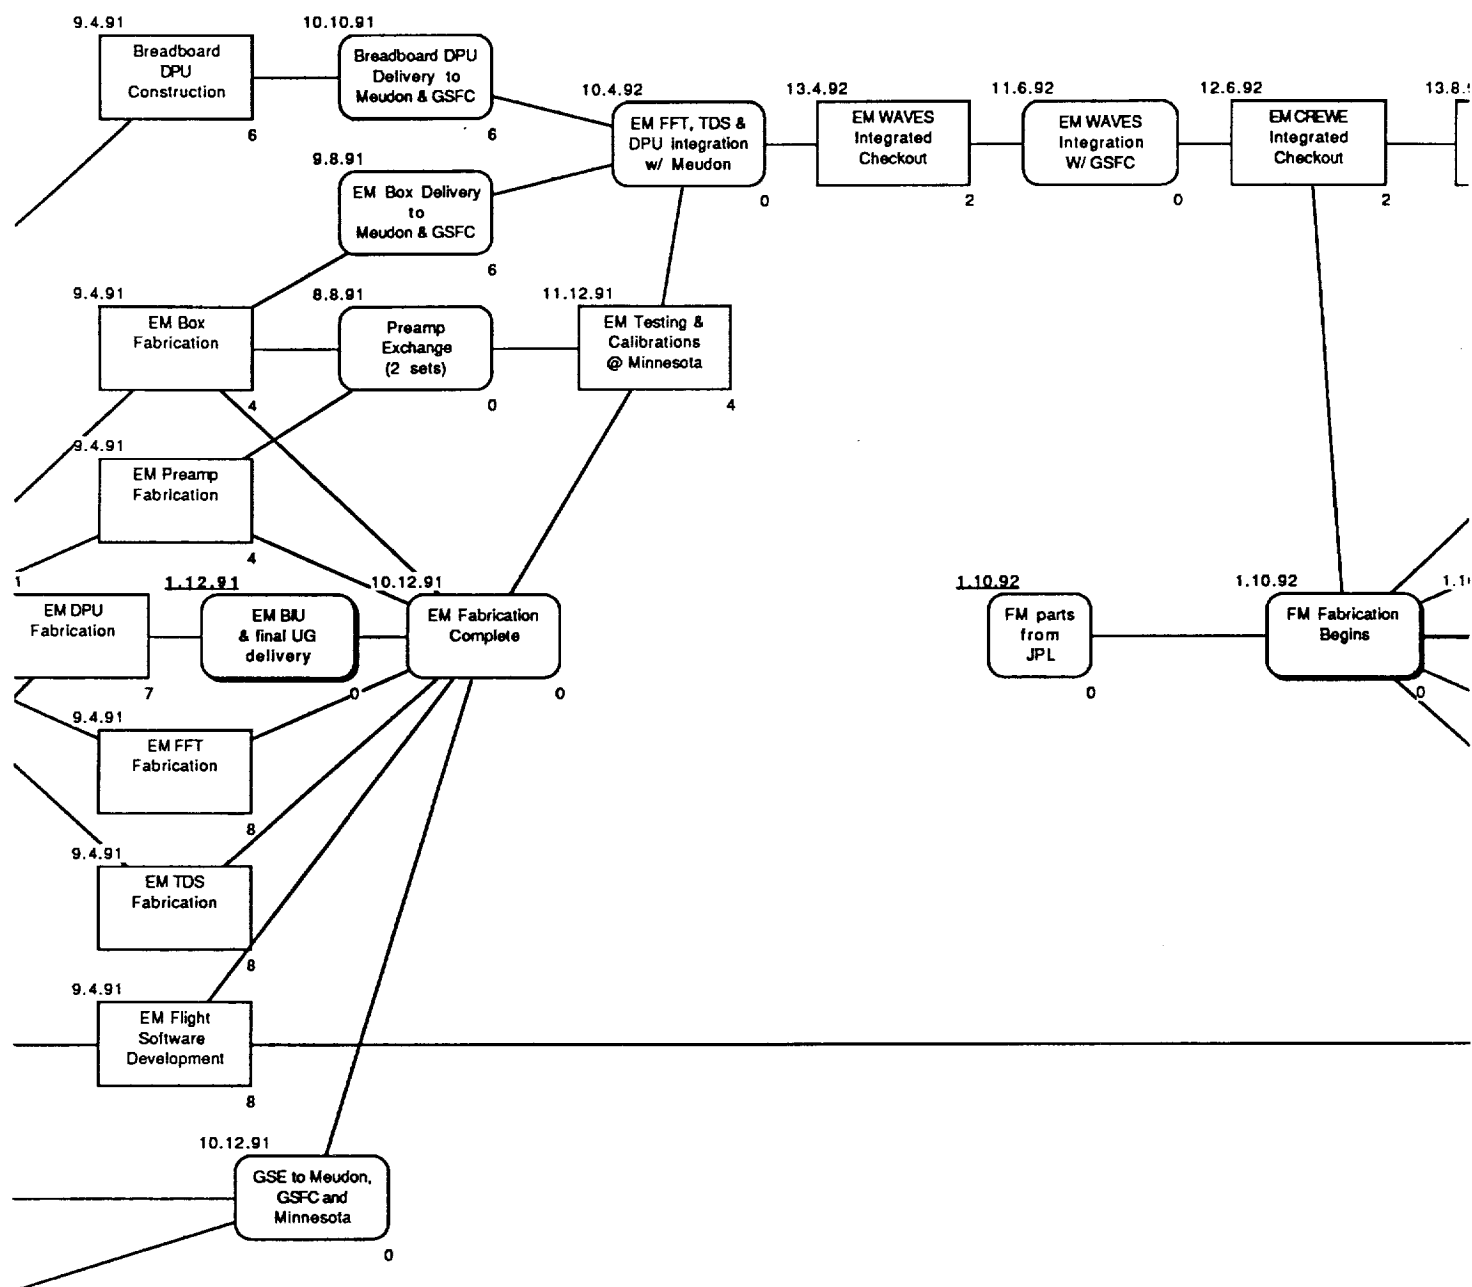 9.4.91
Breadboard
DPU
Construction
6
10.10.91
Breadboard DPU
Delivery to
Meudon & GSFC
6
9.8.91
EM Box Delivery
to
Meudon & GSFC
6
10.4.92
EM FFT, TDS &
DPU Integration
w/ Meudon
0
13.4.92
EM WAVES
Integrated
Checkout
2
11.6.92
EM WAVES
Integration
W/ GSFC
0
12.6.92
EM CREWE
Integrated
Checkout
2
9.4.91
EM Box
Fabrication
4
8.8.91
Preamp
Exchange
(2 sets)
0
11.12.91
EM Testing &
Calibrations
@ Minnesota
4
9.4.91
EM Preamp
Fabrication
4
EM DPU
Fabrication
7
1.12.91
EM BIU
& final UG
delivery
0
10.12.91
EM Fabrication
Complete
0
1.10.92
FM parts
from
JPL
0
1.10.92
FM Fabrication
Begins
0
9.4.91
EM FFT
Fabrication
8
9.4.91
EM TDS
Fabrication
8
9.4.91
EM Flight
Software
Development
8
10.12.91
GSE to Meudon,
GSFC and
Minnesota
0